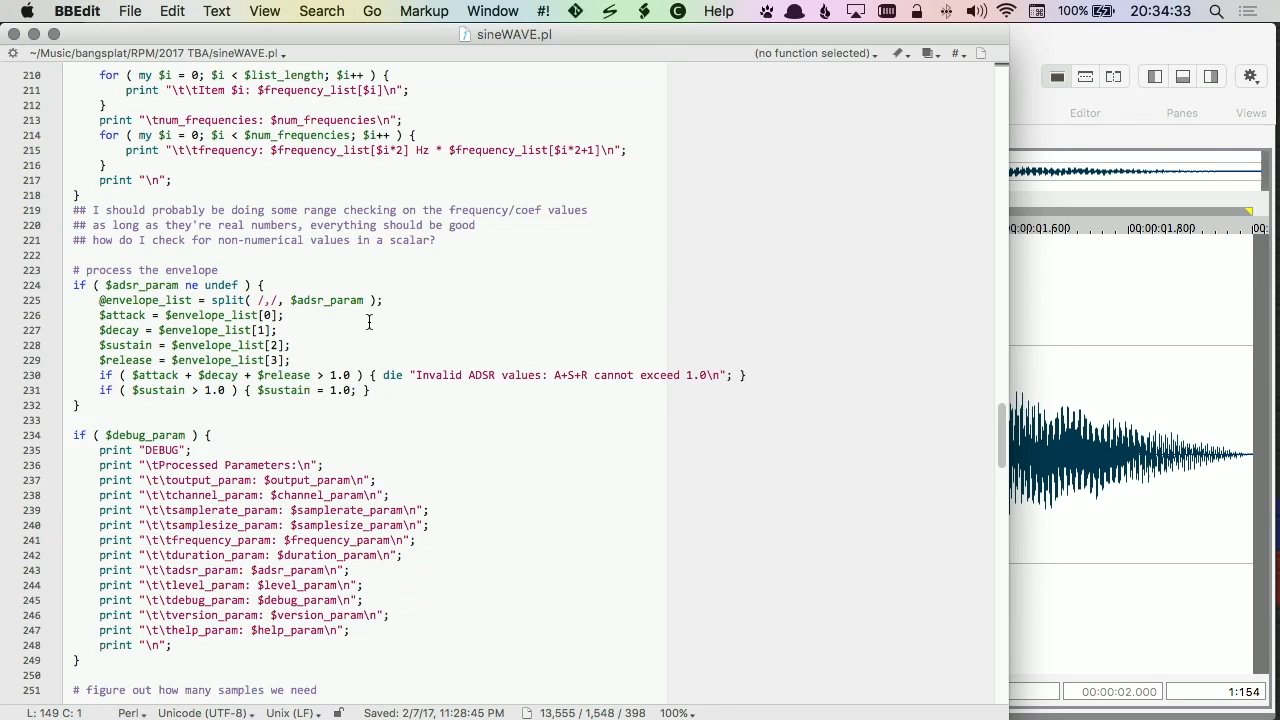 BBEdit File Edit Text View Search Go Markup Window #! Help 100% 20:34:33
sineWAVE.pl
~/Music/bangsplat/RPM/2017 TBA/sineWAVE.pl (no function selected) #
210 for ( my $i = 0; $i < $list_length; $i++ ) {
211 print "\t\tItem $i: $frequency_list[$i]\n";
212 }
213 print "\tnum_frequencies: $num_frequencies\n";
214 for ( my $i = 0; $i < $num_frequencies; $i++ ) {
215 print "\t\tfrequency: $frequency_list[$i*2] Hz * $frequency_list[$i*2+1]\n";
216 }
217 print "\n";
218 }
219 ## I should probably be doing some range checking on the frequency/coef values
220 ## as long as they're real numbers, everything should be good
221 ## how do I check for non-numerical values in a scalar?
222
223 # process the envelope
224 if ( $adsr_param ne undef ) {
225 @envelope_list = split( /,/, $adsr_param );
226 $attack = $envelope_list[0];
227 $decay = $envelope_list[1];
228 $sustain = $envelope_list[2];
229 $release = $envelope_list[3];
230 if ( $attack + $decay + $release > 1.0 ) { die "Invalid ADSR values: A+S+R cannot exceed 1.0\n"; }
231 if ( $sustain > 1.0 ) { $sustain = 1.0; }
232 }
233
234 if ( $debug_param ) {
235 print "DEBUG";
236 print "\tProcessed Parameters:\n";
237 print "\t\toutput_param: $output_param\n";
238 print "\t\tchannel_param: $channel_param\n";
239 print "\t\tsamplerate_param: $samplerate_param\n";
240 print "\t\tsamplesize_param: $samplesize_param\n";
241 print "\t\tfrequency_param: $frequency_param\n";
242 print "\t\tduration_param: $duration_param\n";
243 print "\t\tadsr_param: $adsr_param\n";
244 print "\t\tlevel_param: $level_param\n";
245 print "\t\tdebug_param: $debug_param\n";
246 print "\t\tversion_param: $version_param\n";
247 print "\t\thelp_param: $help_param\n";
248 print "\n";
249 }
250
251 # figure out how many samples we need
L: 149 C: 1 Perl Unicode (UTF-8) Unix (LF) Saved: 2/7/17, 11:28:45 PM 13,555 / 1,548 / 398 100%
Editor Panes Views
00:00:01.600 00:00:01.800 00:
00:00:02.000 1:154